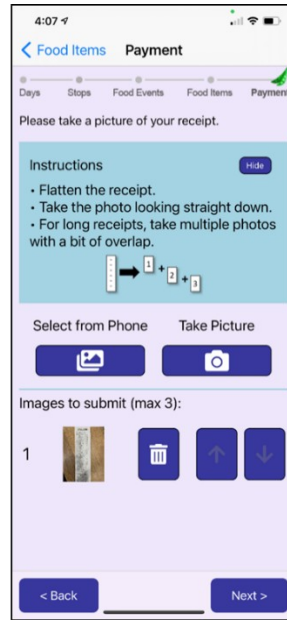 4:07
Food Items Payment
Days Stops Food Events Food Items Payment
Please take a picture of your receipt.
Instructions Hide
• Flatten the receipt.
• Take the photo looking straight down.
• For long receipts, take multiple photos
with a bit of overlap.
1 + 2 + 3
Select from Phone Take Picture
Images to submit (max 3):
1
< Back Next >